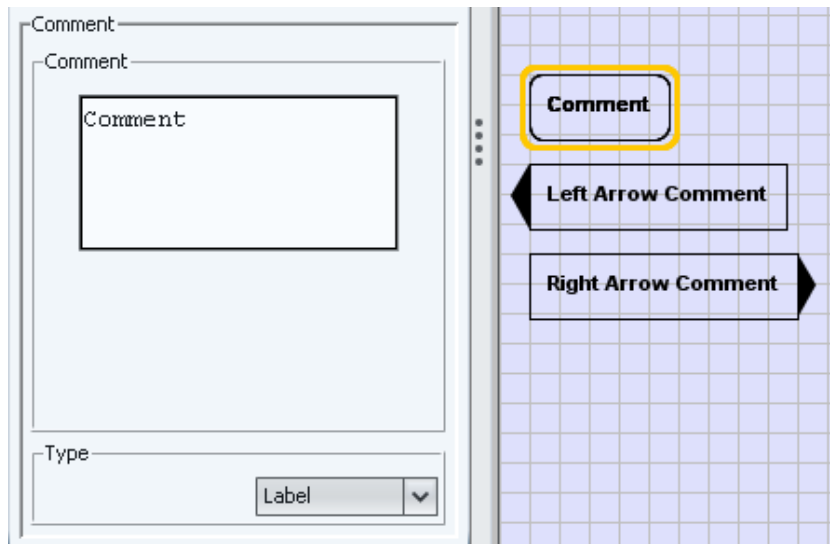 Comment
Comment
Comment
Type
Label
Comment
Left Arrow Comment
Right Arrow Comment